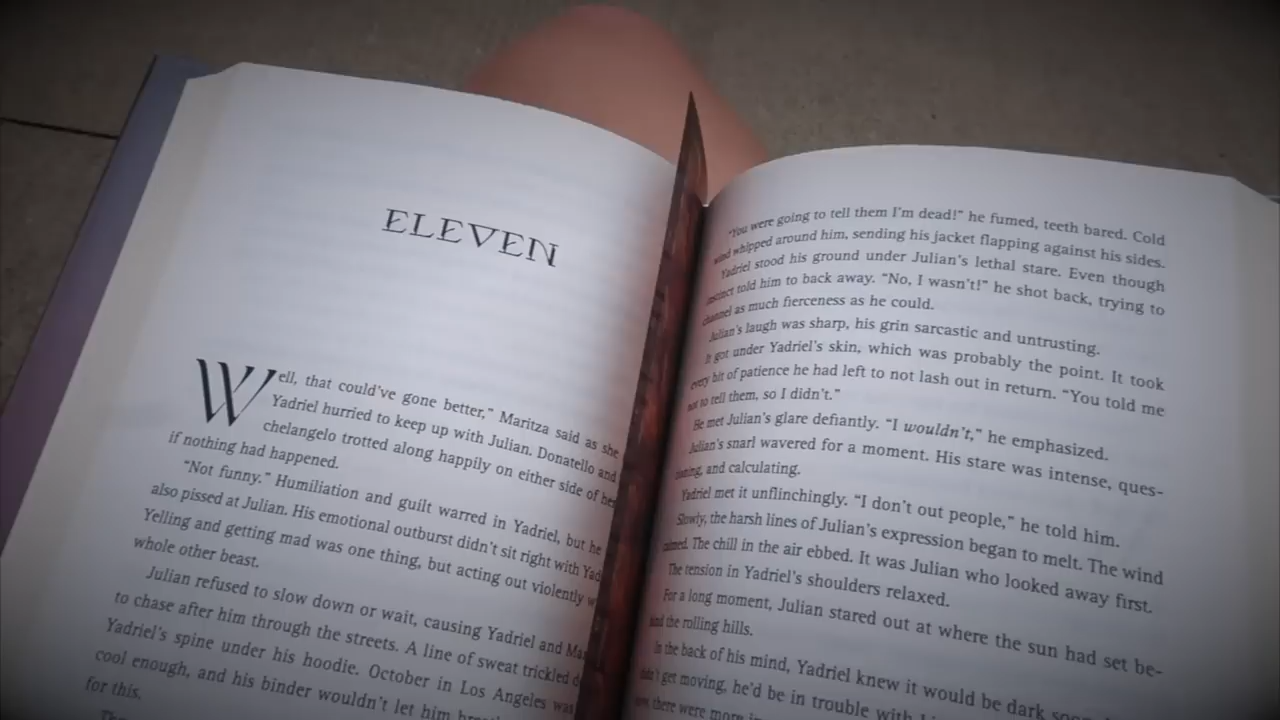 ELEVEN
Well, that could've gone better,” Maritza said as she
Yadriel hurried to keep up with Julian. Donatello and
chelangelo trotted along happily on either side of her
if nothing had happened.
“Not funny.” Humiliation and guilt warred in Yadriel, but he
also pissed at Julian. His emotional outburst didn't sit right with Yad
Yelling and getting mad was one thing, but acting out violently w
whole other beast.
Julian refused to slow down or wait, causing Yadriel and Mar
to chase after him through the streets. A line of sweat trickled d
Yadriel's spine under his hoodie. October in Los Angeles was
cool enough, and his binder wouldn't let him
for this.
“You were going to tell them I'm dead!” he fumed, teeth bared. Cold
wind whipped around him, sending his jacket flapping against his sides.
Yadriel stood his ground under Julian's lethal stare. Even though
instinct told him to back away. “No, I wasn't!” he shot back, trying to
channel as much fierceness as he could.
Julian's laugh was sharp, his grin sarcastic and untrusting.
It got under Yadriel's skin, which was probably the point. It took
every bit of patience he had left to not lash out in return. “You told me
not to tell them, so I didn't.”
He met Julian's glare defiantly. “I wouldn't,” he emphasized.
Julian's snarl wavered for a moment. His stare was intense, ques-
tioning, and calculating.
Yadriel met it unflinchingly. “I don't out people,” he told him.
Slowly, the harsh lines of Julian's expression began to melt. The wind
calmed. The chill in the air ebbed. It was Julian who looked away first.
The tension in Yadriel's shoulders relaxed.
For a long moment, Julian stared out at where the sun had set be-
hind the rolling hills.
In the back of his mind, Yadriel knew it would be dark soon
didn't get moving, he'd be in trouble with
there were more